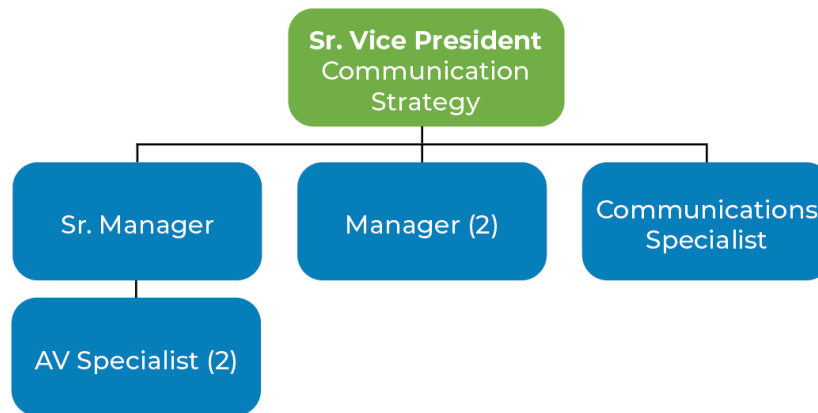 Sr. Vice President
Communication
Strategy
Sr. Manager
Manager (2)
Communications
Specialist
AV Specialist (2)